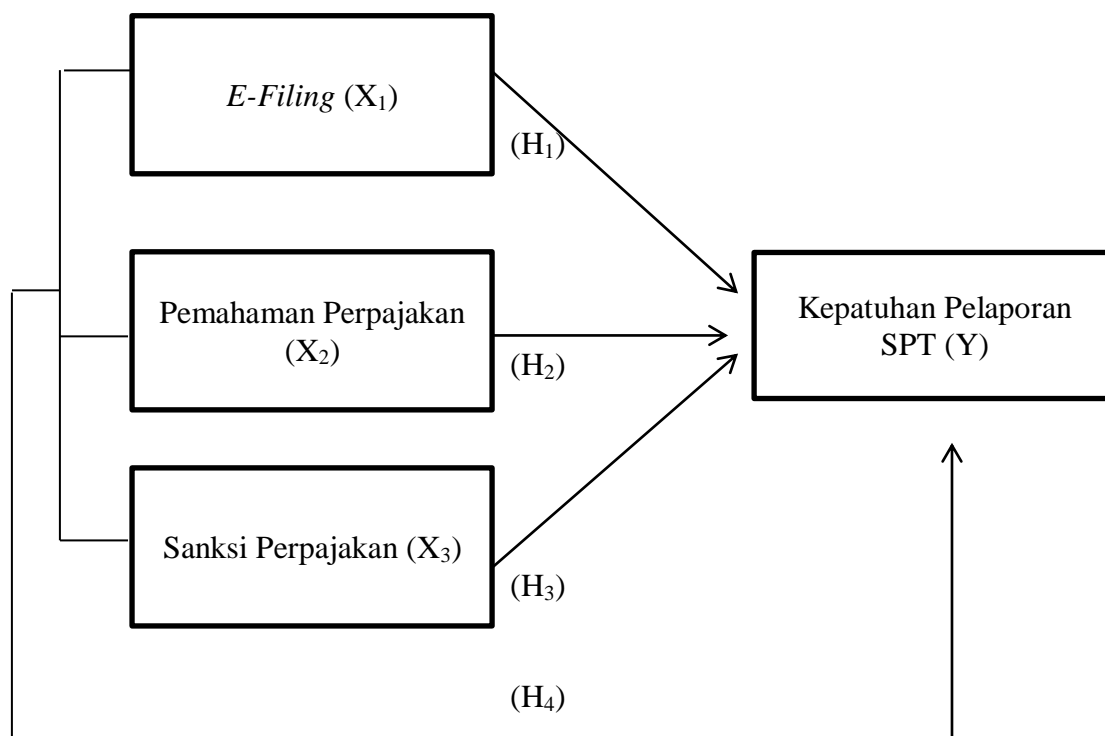 E-Filing (X₁)
(H₁)
Pemahaman Perpajakan
(X₂)
(H₂)
Kepatuhan Pelaporan
SPT (Y)
Sanksi Perpajakan (X₃)
(H₃)
(H₄)